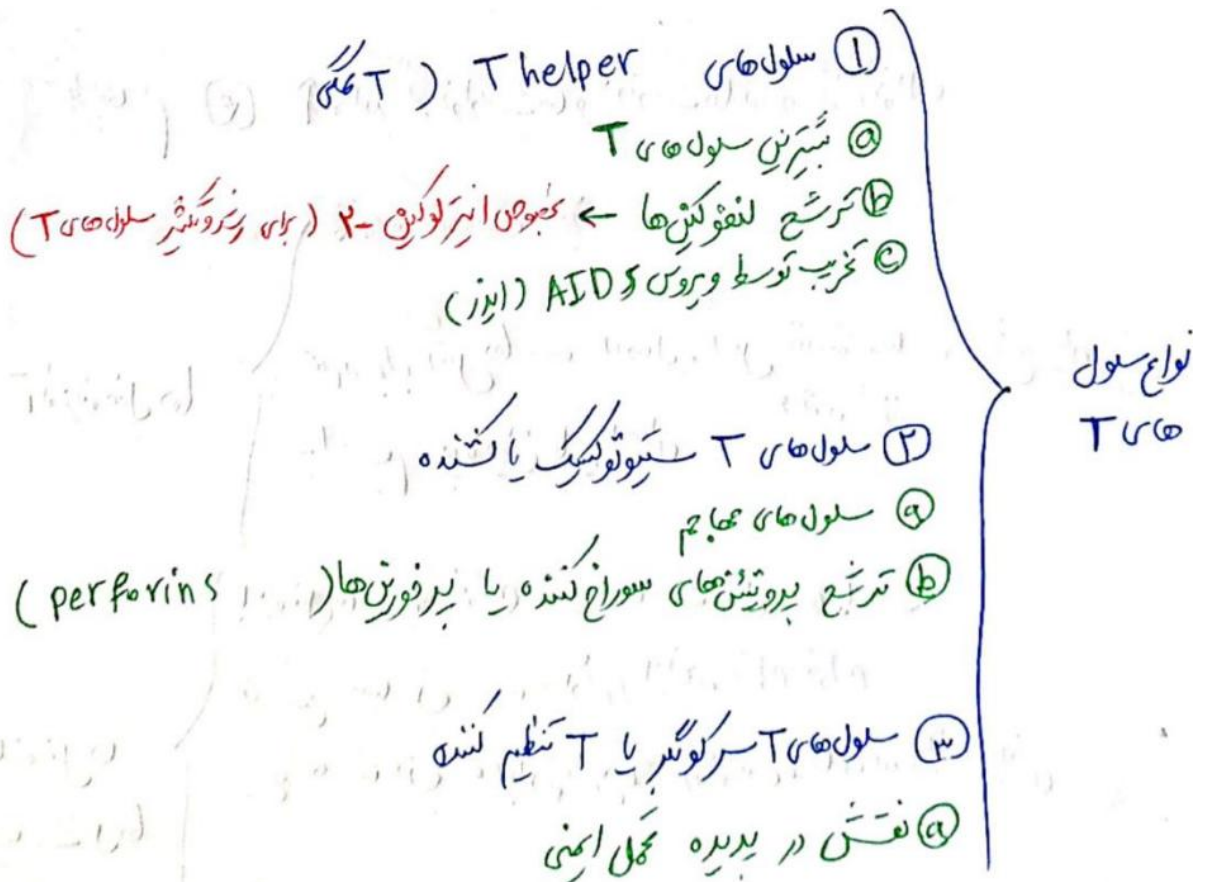 ① سلول‌های T helper ( T کمکی
ⓐ بیشترین سلول‌های T
ⓑ ترشح لنفوکین‌ها ← بخصوص اینترلوکین -۲ ( برای رشد و تکثیر سلول‌های T)
ⓒ تخریب توسط ویروس AIDS (ایدز)
نواع سلول
های T
② سلول‌های T سیتوتوکسیک یا کشنده
ⓐ سلول‌های مهاجم
ⓑ ترشح پروتئین‌های سوراخ کننده یا پرفورین‌ها ( perforins )
③ سلول‌های T سرکوبگر یا T تنظیم کننده
ⓐ نقش در پدیده تحمل ایمنی